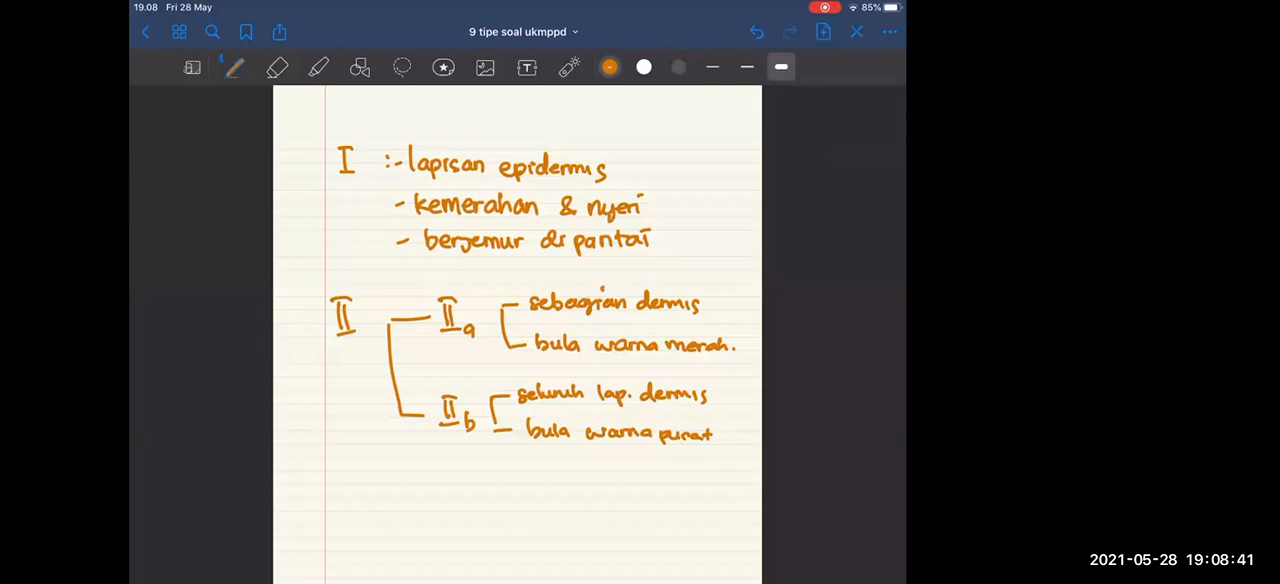 19.08 Fri 28 May
85%
9 tipe soal ukmppd
I :- lapisan epidermis
- kemerahan & nyeri
- berjemur di pantai
II
IIa
sebagian dermis
bula warna merah.
IIb
seluruh lap. dermis
bula warna pucat
2021-05-28 19:08:41